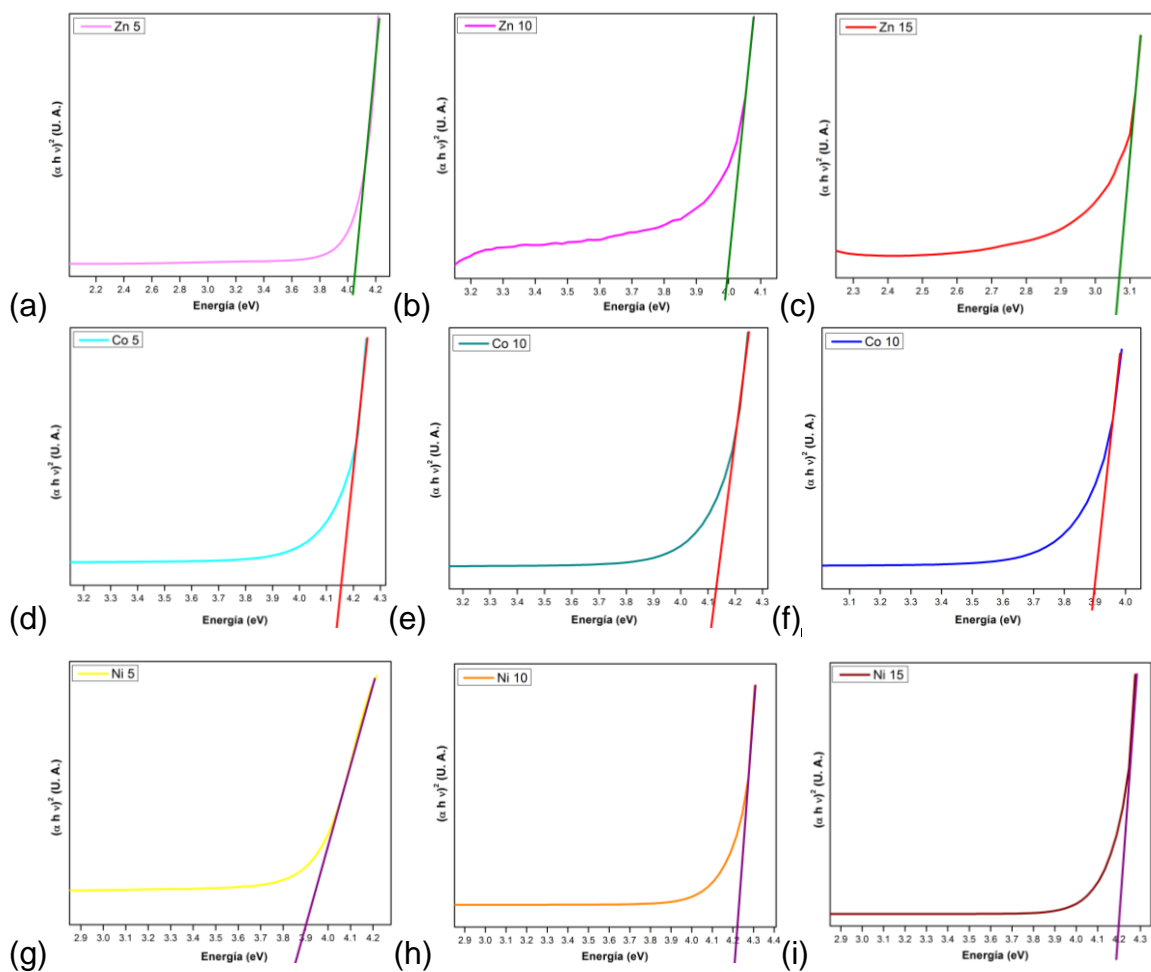 Zn 5
(α h ν)² (U. A.)
2.2 2.4 2.6 2.8 3.0 3.2 3.4 3.6 3.8 4.0 4.2
Energía (eV)
(a)
Zn 10
(α h ν)² (U. A.)
3.2 3.3 3.4 3.5 3.6 3.7 3.8 3.9 4.0 4.1
Energía (eV)
(b)
Zn 15
(α h ν)² (U. A.)
2.3 2.4 2.5 2.6 2.7 2.8 2.9 3.0 3.1
Energía (eV)
(c)
Co 5
(α h ν)² (U. A.)
3.2 3.3 3.4 3.5 3.6 3.7 3.8 3.9 4.0 4.1 4.2 4.3
Energía (eV)
(d)
Co 10
(α h ν)² (U. A.)
3.2 3.3 3.4 3.5 3.6 3.7 3.8 3.9 4.0 4.1 4.2 4.3
Energía (eV)
(e)
Co 10
(α h ν)² (U. A.)
3.1 3.2 3.3 3.4 3.5 3.6 3.7 3.8 3.9 4.0
Energía (eV)
(f)
Ni 5
(α h ν)² (U. A.)
2.9 3.0 3.1 3.2 3.3 3.4 3.5 3.6 3.7 3.8 3.9 4.0 4.1 4.2
Energía (eV)
(g)
Ni 10
(α h ν)² (U. A.)
2.9 3.0 3.1 3.2 3.3 3.4 3.5 3.6 3.7 3.8 3.9 4.0 4.1 4.2 4.3 4.4
Energía (eV)
(h)
Ni 15
(α h ν)² (U. A.)
2.9 3.0 3.1 3.2 3.3 3.4 3.5 3.6 3.7 3.8 3.9 4.0 4.1 4.2 4.3
Energía (eV)
(i)